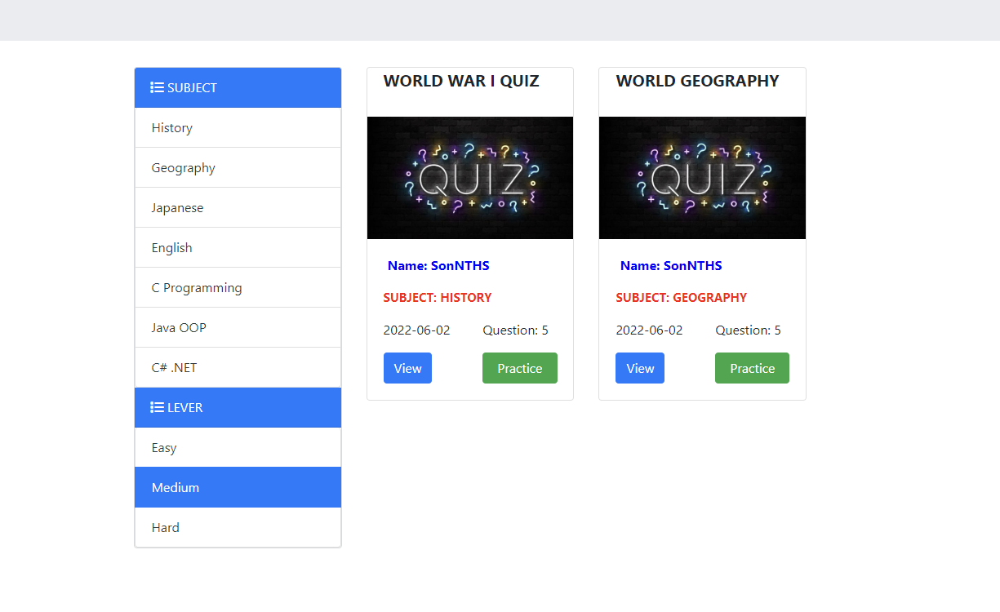 SUBJECT
History
Geography
Japanese
English
C Programming
Java OOP
C# .NET
LEVER
Easy
Medium
Hard
WORLD WAR I QUIZ
QUIZ
Name: SonNTHS
SUBJECT: HISTORY
2022-06-02 Question: 5
View Practice
WORLD GEOGRAPHY
QUIZ
Name: SonNTHS
SUBJECT: GEOGRAPHY
2022-06-02 Question: 5
View Practice